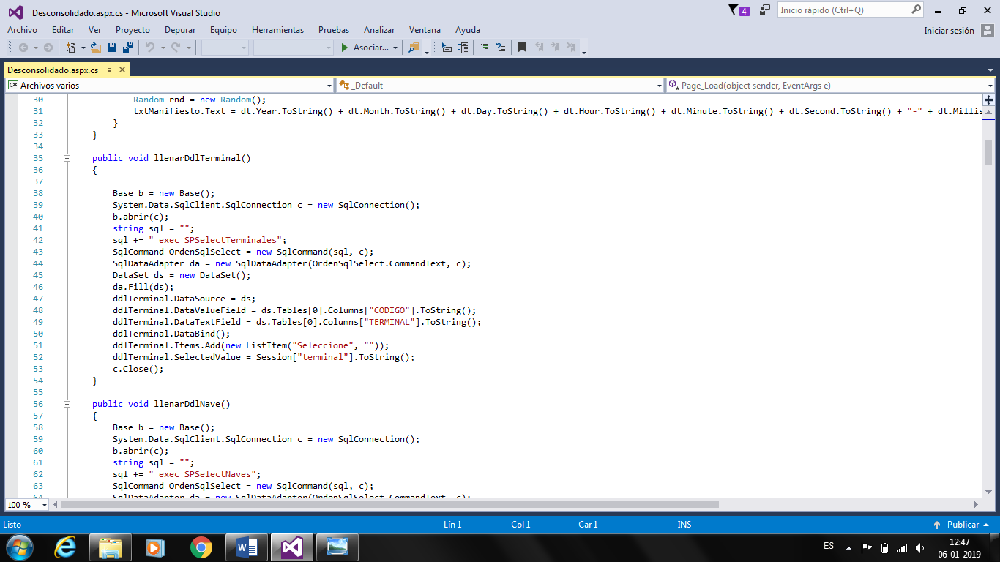 Desconsolidado.aspx.cs - Microsoft Visual Studio
4
Inicio rápido (Ctrl+Q)
Archivo Editar Ver Proyecto Depurar Equipo Herramientas Pruebas Analizar Ventana Ayuda
Iniciar sesión
Asociar...
Desconsolidado.aspx.cs
C# Archivos varios
_Default
Page_Load(object sender, EventArgs e)
30 Random rnd = new Random();
31 txtManifiesto.Text = dt.Year.ToString() + dt.Month.ToString() + dt.Day.ToString() + dt.Hour.ToString() + dt.Minute.ToString() + dt.Second.ToString() + "-" + dt.Millis
32 }
33 }
34
35 public void llenarDdlTerminal()
36 {
37
38 Base b = new Base();
39 System.Data.SqlClient.SqlConnection c = new SqlConnection();
40 b.abrir(c);
41 string sql = "";
42 sql += " exec SPSelectTerminales";
43 SqlCommand OrdenSqlSelect = new SqlCommand(sql, c);
44 SqlDataAdapter da = new SqlDataAdapter(OrdenSqlSelect.CommandText, c);
45 DataSet ds = new DataSet();
46 da.Fill(ds);
47 ddlTerminal.DataSource = ds;
48 ddlTerminal.DataValueField = ds.Tables[0].Columns["CODIGO"].ToString();
49 ddlTerminal.DataTextField = ds.Tables[0].Columns["TERMINAL"].ToString();
50 ddlTerminal.DataBind();
51 ddlTerminal.Items.Add(new ListItem("Seleccione", ""));
52 ddlTerminal.SelectedValue = Session["terminal"].ToString();
53 c.Close();
54 }
55
56 public void llenarDdlNave()
57 {
58 Base b = new Base();
59 System.Data.SqlClient.SqlConnection c = new SqlConnection();
60 b.abrir(c);
61 string sql = "";
62 sql += " exec SPSelectNaves";
63 SqlCommand OrdenSqlSelect = new SqlCommand(sql, c);
64 SqlDataAdapter da = new SqlDataAdapter(OrdenSqlSelect.CommandText, c);
100 %
Listo Lín 1 Col 1 Car 1 INS Publicar
ES
12:47
06-01-2019